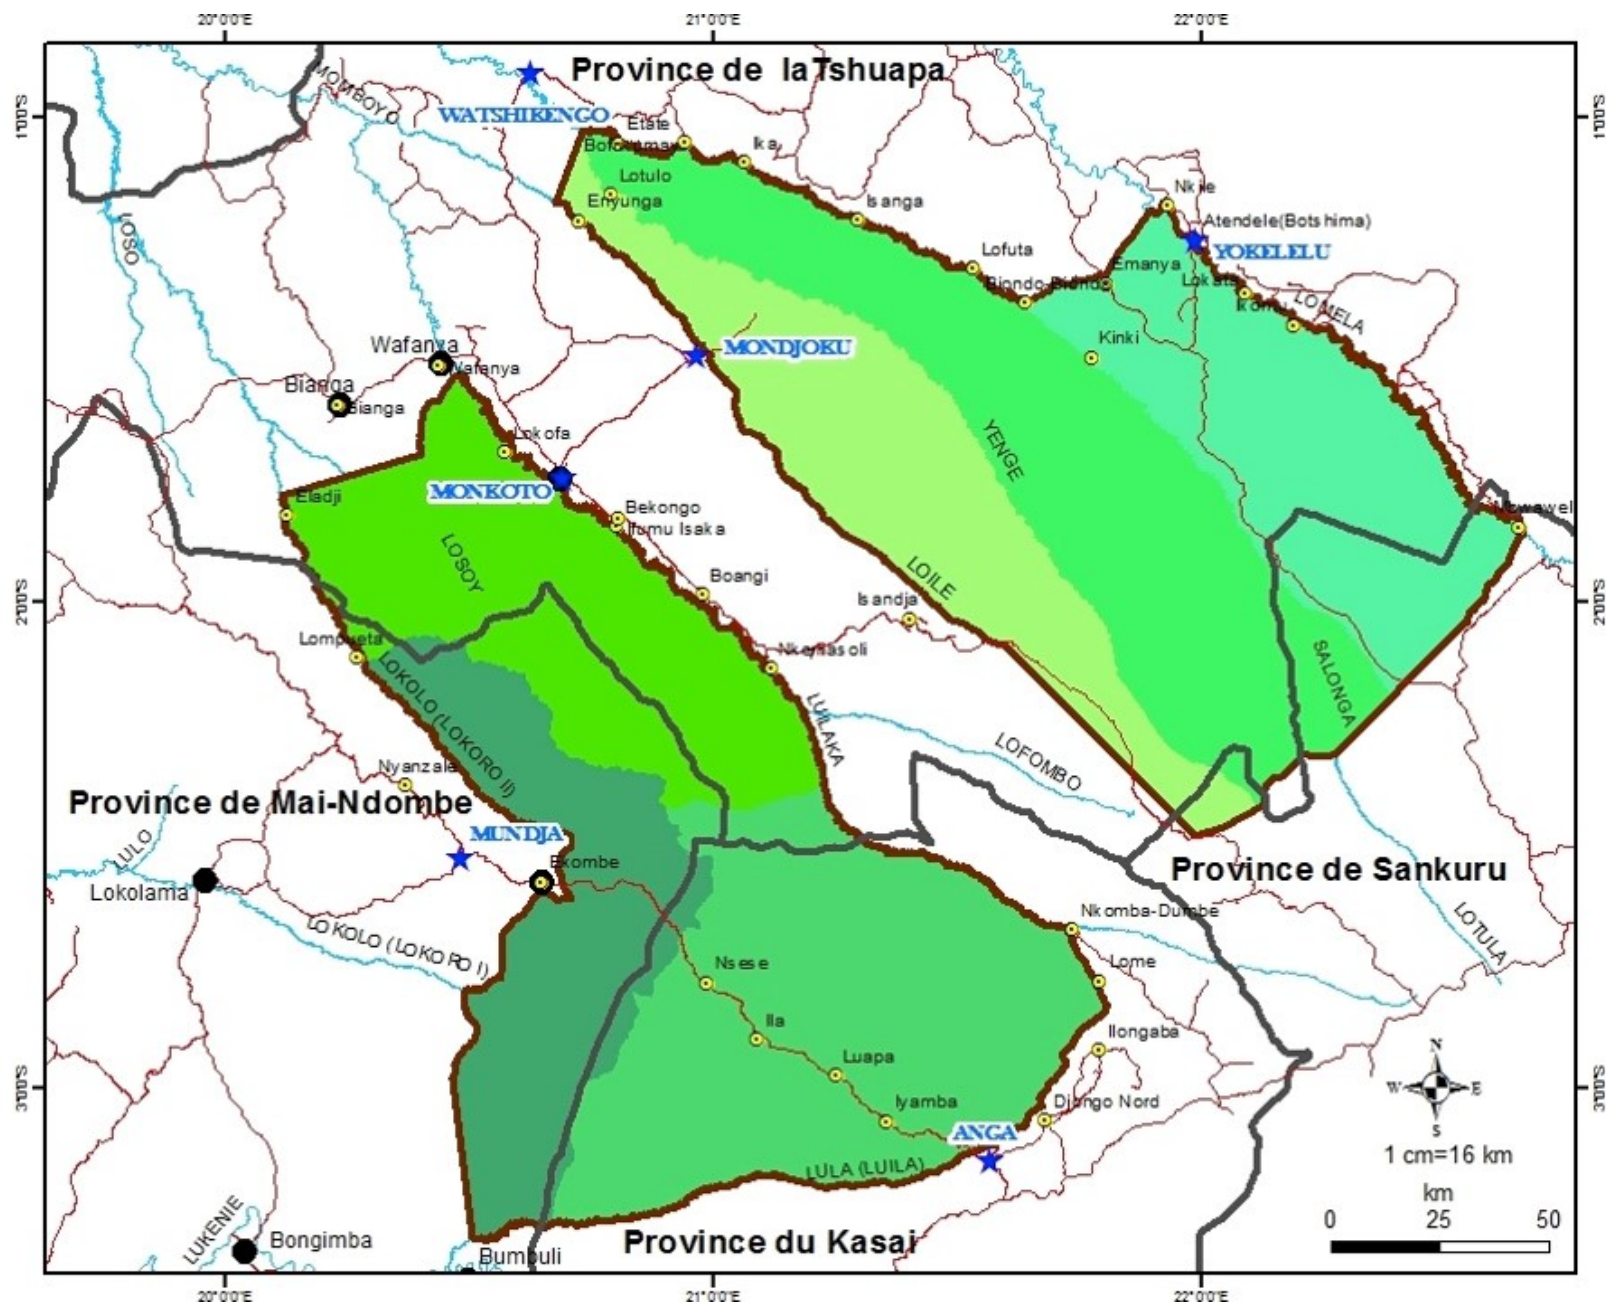 20°0'0"E 21°0'0"E 22°0'0"E
Province de laTshuapa
MOMBOYO
WATSHIKENGO
1°0'0"S
1°0'0"S
Etate
Ika
Lotulo
Enyunga
Isanga
Nkile
Atendele(Botshima)
YOKELELU
LOSO
Lofuta
Emanya
Biondo-Biondo
LOMELA
Ikomu
Kinki
MONDJOKU
Wafanya
Wafanya
Bianga
Bianga
Lokofa
YENGE
MONKOTO
Eladji
Bekongo
Ifumu Isaka
LOSOY
Boangi
LOILE
Isandja
2°0'0"S
2°0'0"S
Lompueta
Nkemasoli
LOKOLO (LOKORO II)
LUILAKA
SALONGA
LOFOMBO
Nyanzale
Province de Mai-Ndombe
LULO
MUNDJA
Ekombe
Lokolama
Province de Sankuru
LOTULA
LOKOLO (LOKORO I)
Nkomba-Dumbe
Nsese
Lome
Ila
Ilongaba
Luapa
3°0'0"S
3°0'0"S
Iyamba
Djongo Nord
ANGA
LULA (LUILA)
N
W E
S
1 cm=16 km
km
0 25 50
LUKENIE
Bongimba
Province du Kasai
Bumbuli
20°0'0"E 21°0'0"E 22°0'0"E